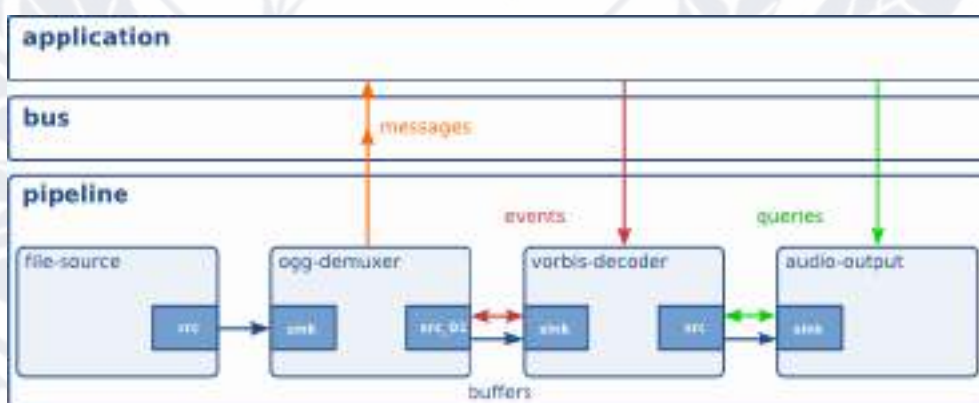 application
bus
messages
pipeline
events
queries
file-source
ogg-demuxer
vorbis-decoder
audio-output
src
sink
sink
src
sink
buffers